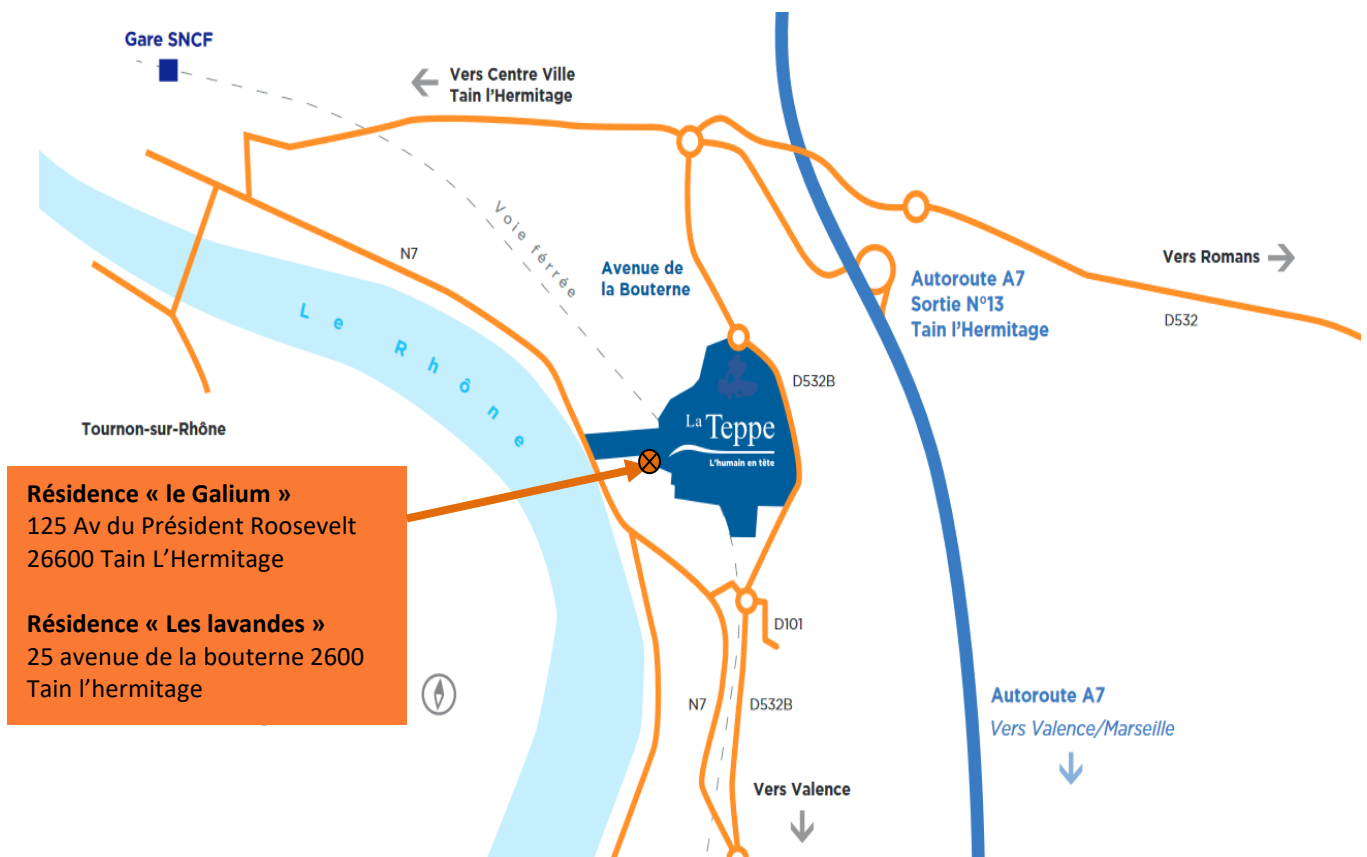 Gare SNCF
Vers Centre Ville
Tain l'Hermitage
Voie férrée
N7
Avenue de
la Bouterne
Autoroute A7
Sortie N°13
Tain l'Hermitage
Vers Romans
D532
Le Rhône
D532B
La Teppe
L'humain en tête
Tournon-sur-Rhône
Résidence « le Galium »
125 Av du Président Roosevelt
26600 Tain L'Hermitage
Résidence « Les lavandes »
25 avenue de la bouterne 2600
Tain l'hermitage
D101
N7
D532B
Autoroute A7
Vers Valence/Marseille
Vers Valence